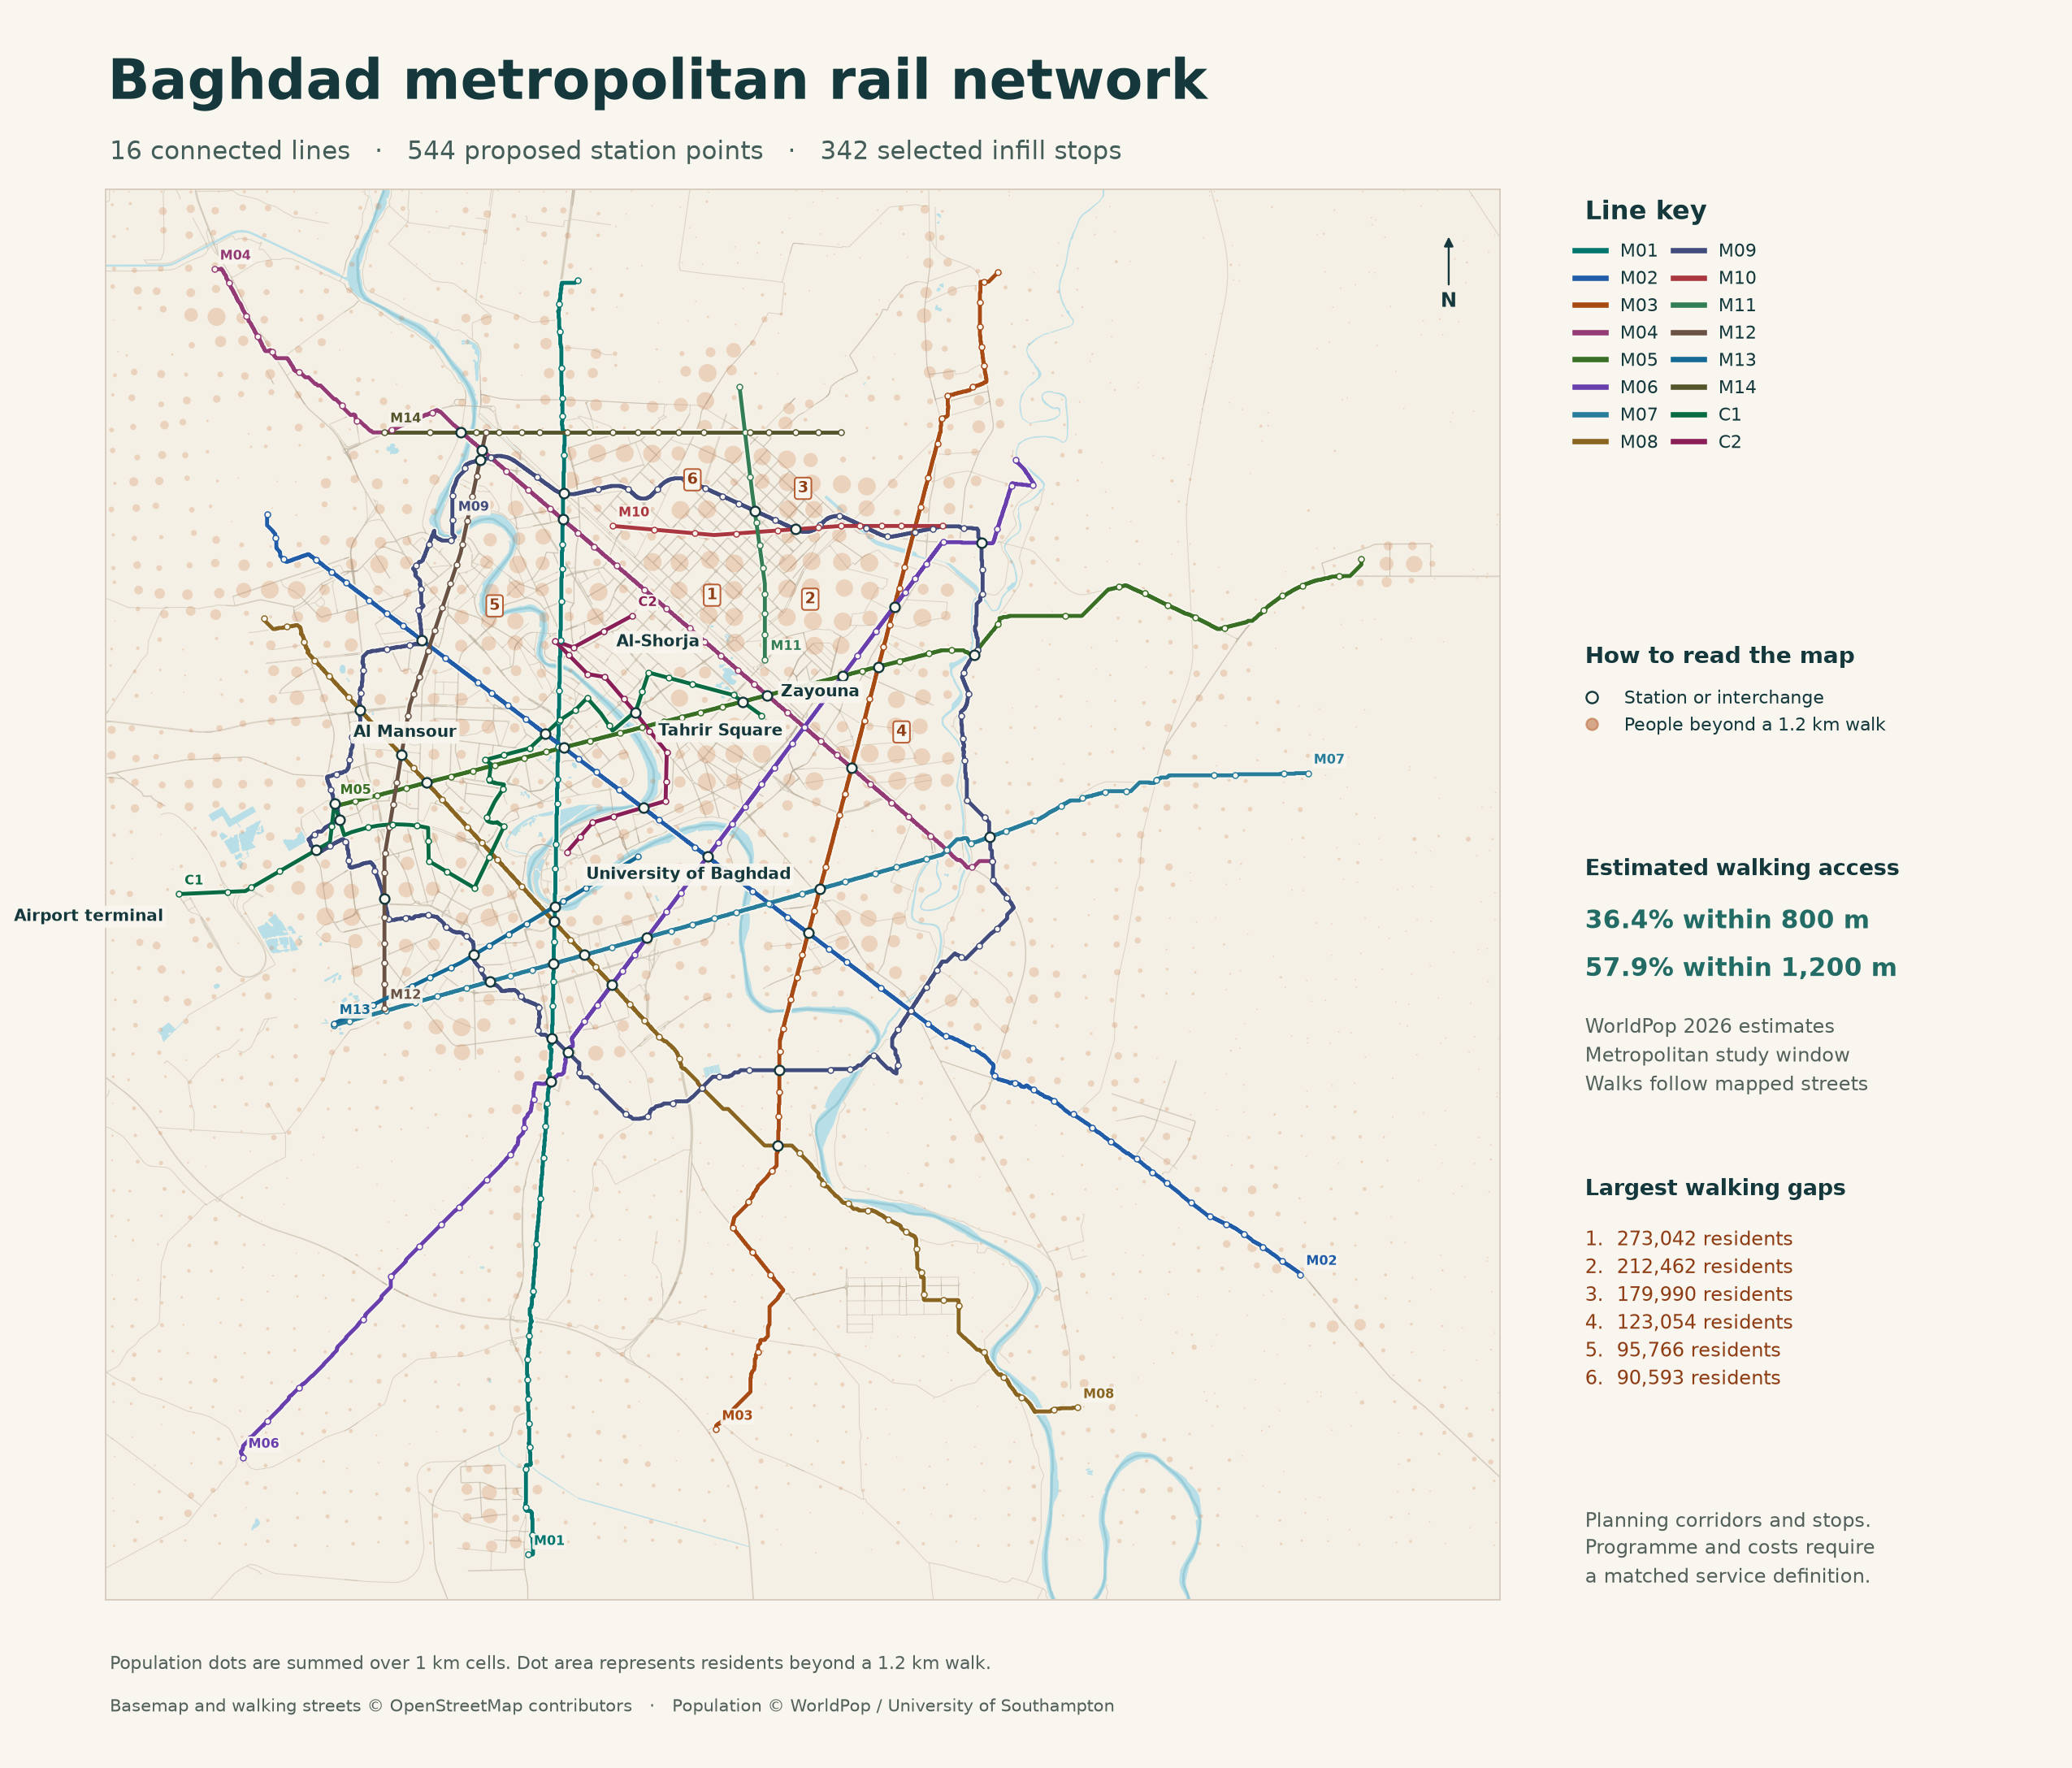 Baghdad metropolitan rail network
16 connected lines · 544 proposed station points · 342 selected infill stops
M04
M14
M09
M10
6
3
5
1
2
C2
Al-Shorja
M11
Zayouna
Al Mansour
Tahrir Square
4
M05
M07
University of Baghdad
C1
Airport terminal
M12
M13
M02
M08
M03
M06
M01
N
Line key
M01 M09
M02 M10
M03 M11
M04 M12
M05 M13
M06 M14
M07 C1
M08 C2
How to read the map
Station or interchange
People beyond a 1.2 km walk
Estimated walking access
36.4% within 800 m
57.9% within 1,200 m
WorldPop 2026 estimates
Metropolitan study window
Walks follow mapped streets
Largest walking gaps
1. 273,042 residents
2. 212,462 residents
3. 179,990 residents
4. 123,054 residents
5. 95,766 residents
6. 90,593 residents
Planning corridors and stops.
Programme and costs require
a matched service definition.
Population dots are summed over 1 km cells. Dot area represents residents beyond a 1.2 km walk.
Basemap and walking streets © OpenStreetMap contributors · Population © WorldPop / University of Southampton